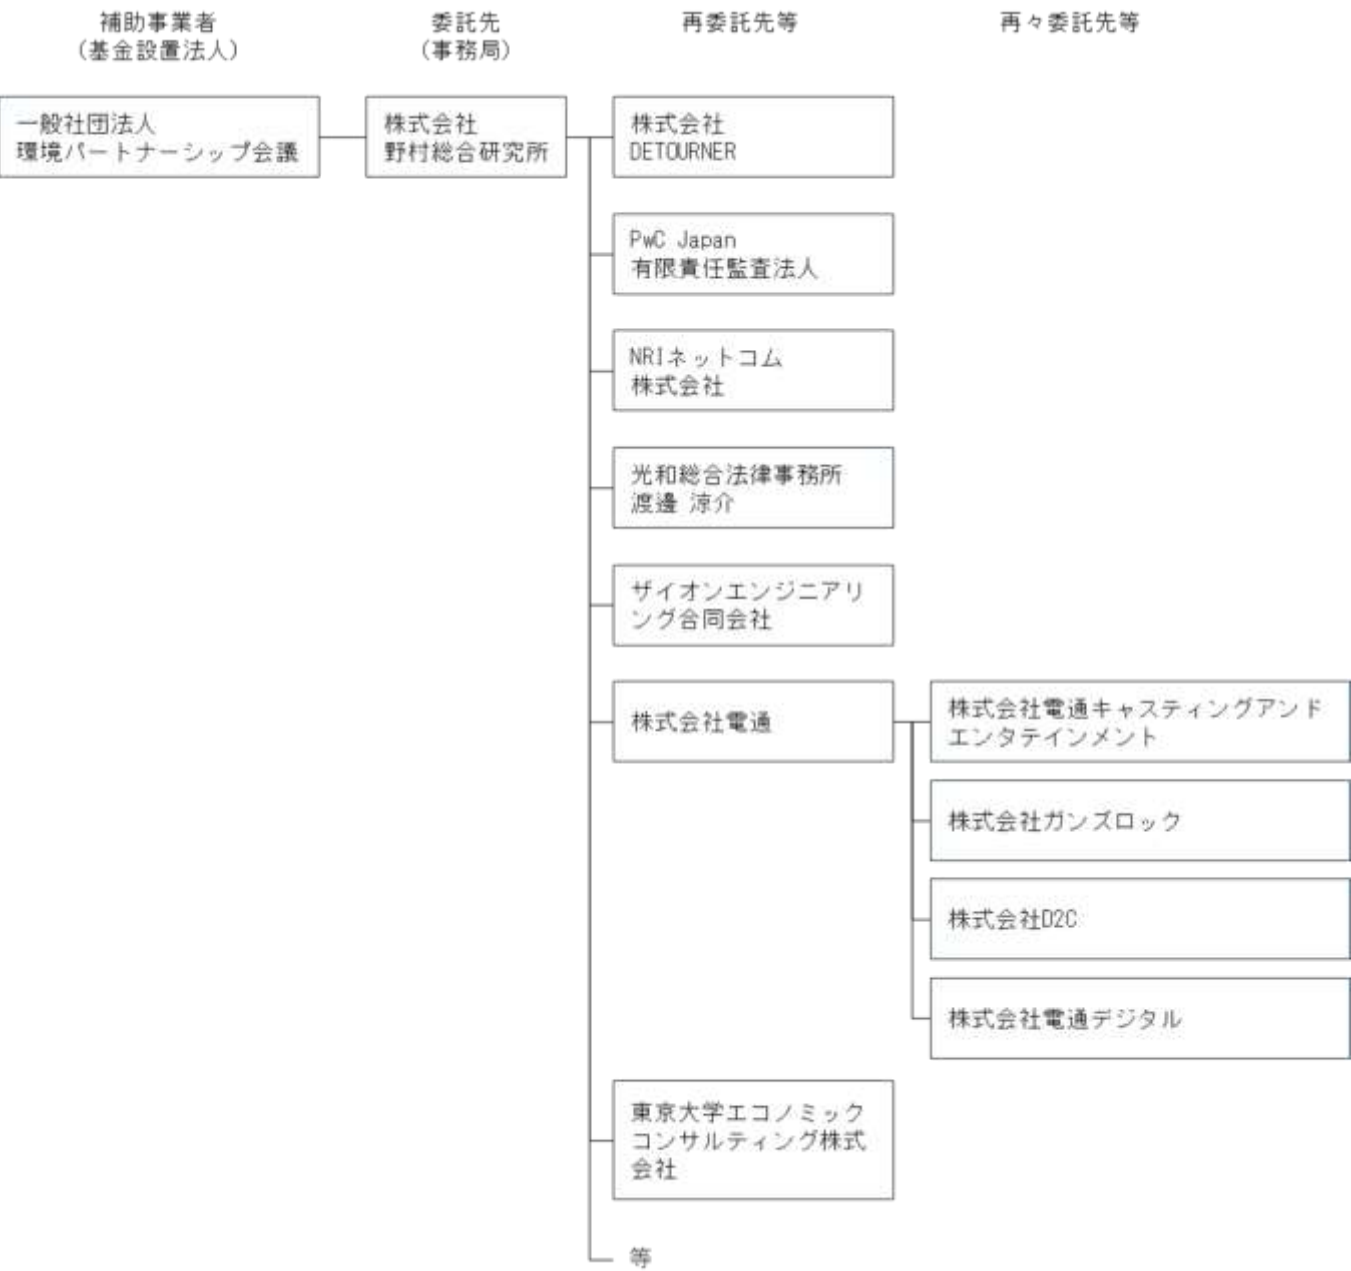 補助事業者
(基金設置法人)
委託先
(事務局)
再委託先等
再々委託先等
一般社団法人
環境パートナーシップ会議
株式会社
野村総合研究所
株式会社
DETOURNER
PwC Japan
有限責任監査法人
NRIネットコム
株式会社
光和総合法律事務所
渡邊 涼介
ザイオンエンジニアリ
ング合同会社
株式会社電通
株式会社電通キャスティングアンド
エンタテインメント
株式会社ガンズロック
株式会社D2C
株式会社電通デジタル
東京大学エコノミック
コンサルティング株式
会社
等